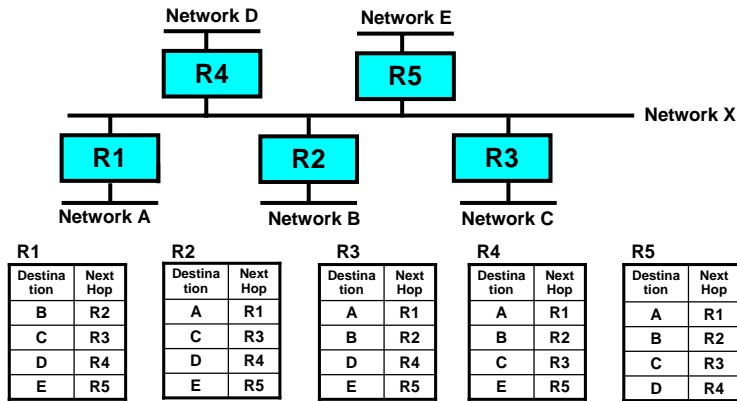 Network D Network E
R4 R5
Network X
R1 R2 R3
Network A Network B Network C
R1 R2 R3 R4 R5
Destina Next Destina Next Destina Next Destina Next Destina Next
tion Hop tion Hop tion Hop tion Hop tion Hop
B R2 A R1 A R1 A R1 A R1
C R3 C R3 B R2 B R2 B R2
D R4 D R4 D R4 C R3 C R3
E R5 E R5 E R5 E R5 D R4